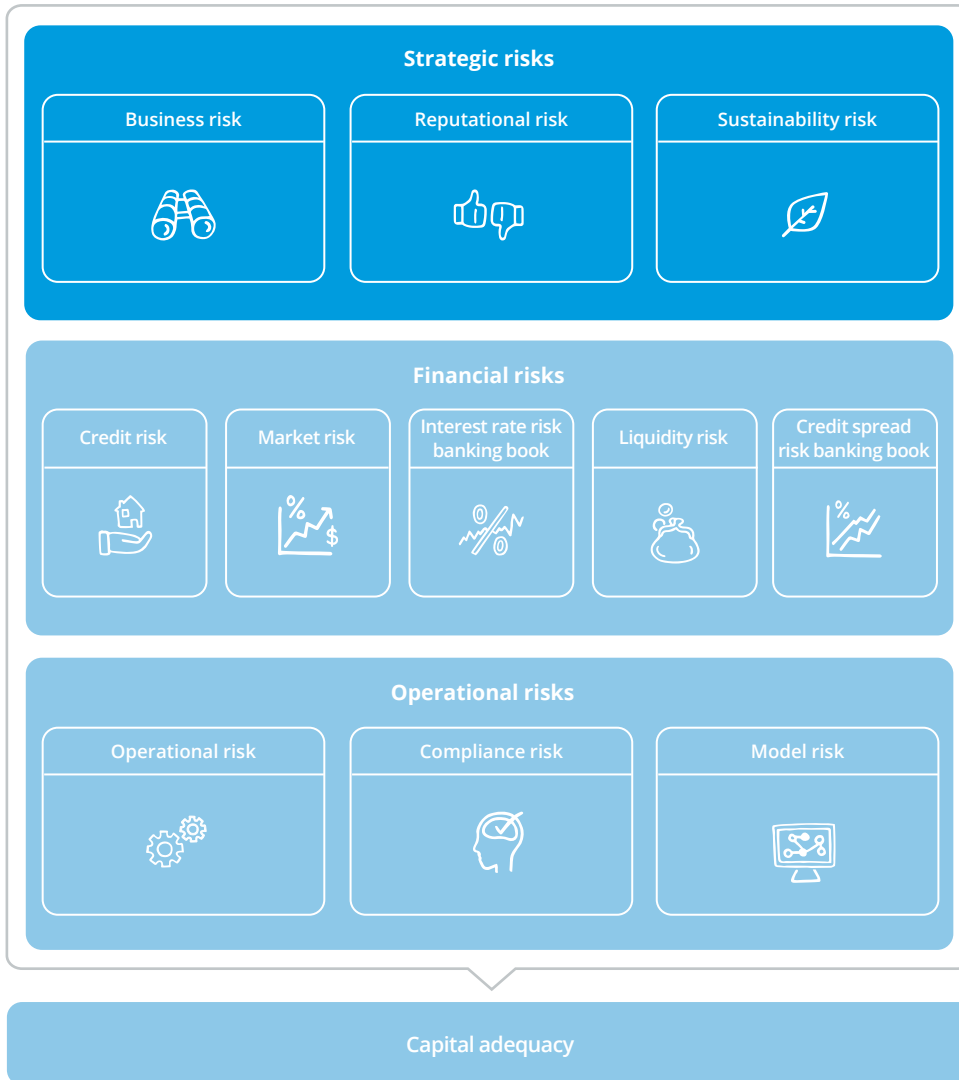 Strategic risks
Business risk
Reputational risk
Sustainability risk
Financial risks
Credit risk
Market risk
Interest rate risk
banking book
Liquidity risk
Credit spread
risk banking book
%
$
%
Operational risks
Operational risk
Compliance risk
Model risk
Capital adequacy